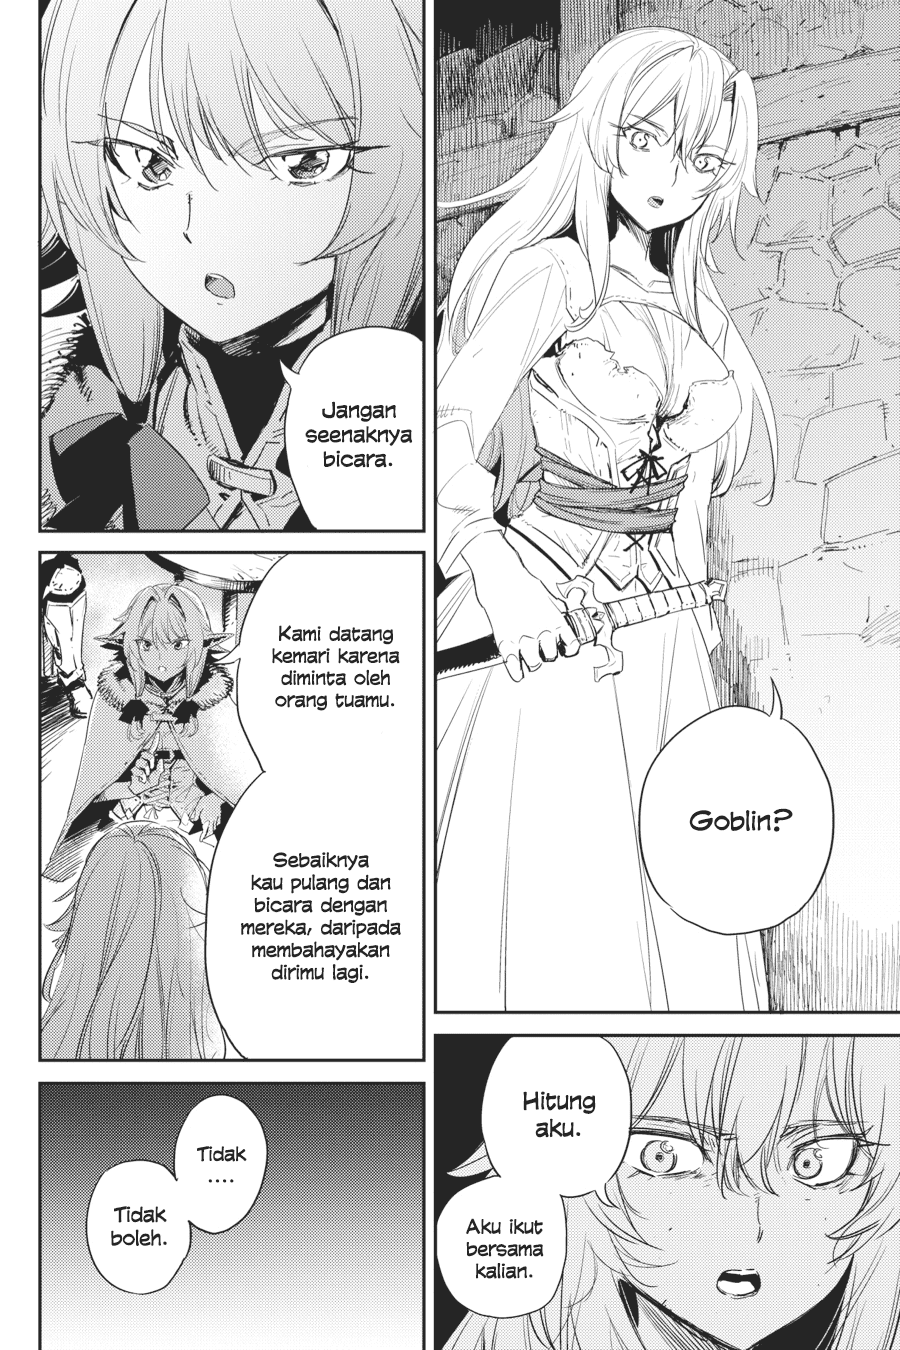 Goblin?
Hitung
aku.
Aku ikut
bersama
kalian.
Jangan
seenaknya
bicara.
Kami datang
kemari karena
diminta oleh
orang tuamu.
Sebaiknya
kau pulang dan
bicara dengan
mereka, daripada
membahayakan
dirimu lagi.
Tidak
....
Tidak
boleh.